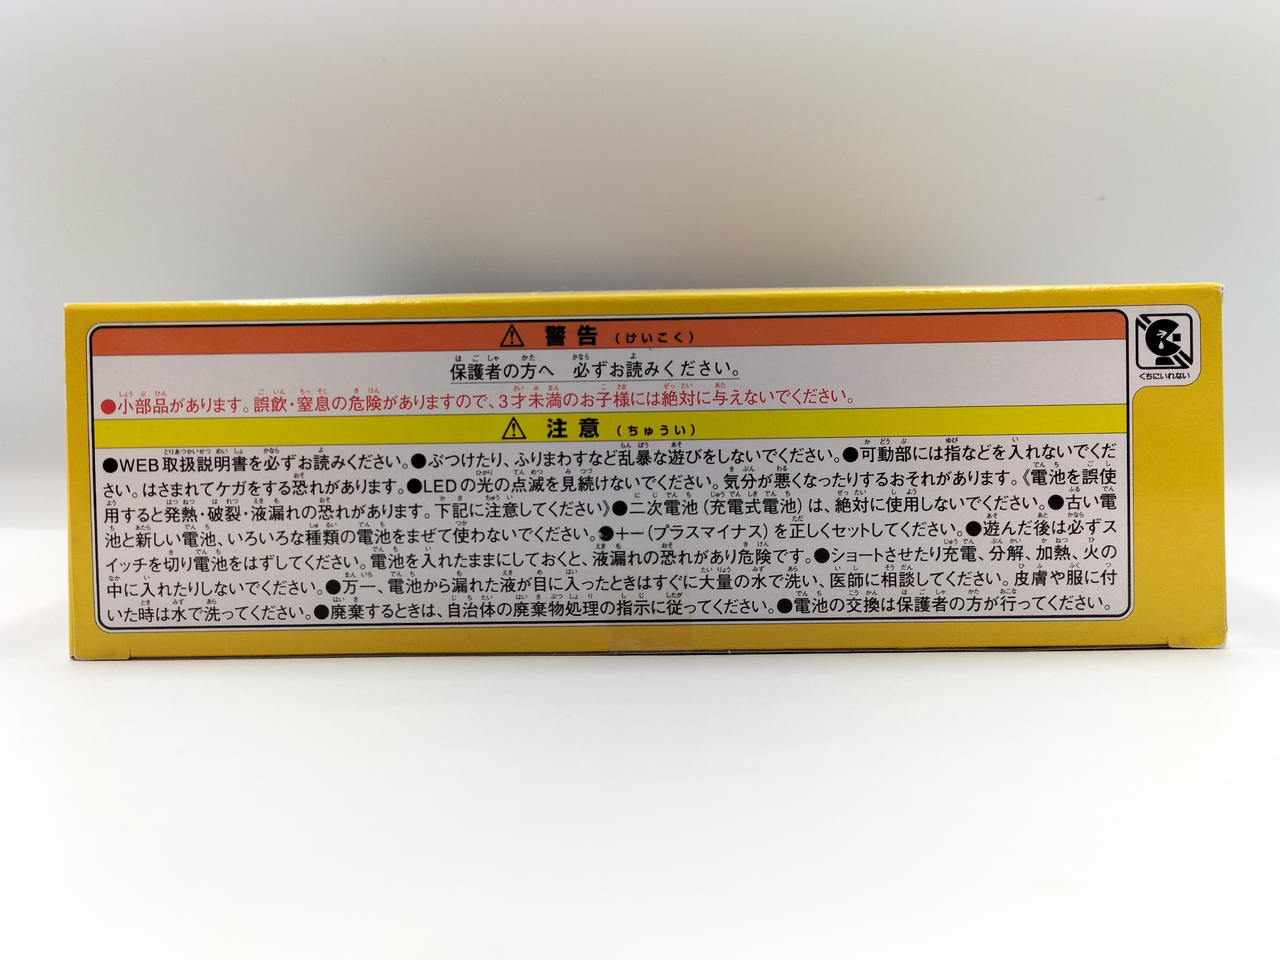 警告（けいこく）
保護者の方へ 必ずお読みください。
●小部品があります。誤飲・窒息の危険がありますので、3才未満のお子様には絶対に与えないでください。
注意（ちゅうい）
●WEB取扱説明書を必ずお読みください。●ぶつけたり、ふりまわすなど乱暴な遊びをしないでください。●可動部には指などを入れないでくだ
さい。はさまれてケガをする恐れがあります。●LEDの光の点滅を見続けないでください。気分が悪くなったりするおそれがあります。《電池を誤使
用すると発熱・破裂・液漏れの恐れがあります。下記に注意してください》●二次電池（充電式電池）は、絶対に使用しないでください。●古い電
池と新しい電池、いろいろな種類の電池をまぜて使わないでください。●＋－（プラスマイナス）を正しくセットしてください。●遊んだ後は必ずス
イッチを切り電池をはずしてください。電池を入れたままにしておくと、液漏れの恐れがあり危険です。●ショートさせたり充電、分解、加熱、火の
中に入れたりしないでください。●万一、電池から漏れた液が目に入ったときはすぐに大量の水で洗い、医師に相談してください。皮膚や服に付
いた時は水で洗ってください。●廃棄するときは、自治体の廃棄物処理の指示に従ってください。●電池の交換は保護者の方が行ってください。
くちにいれない